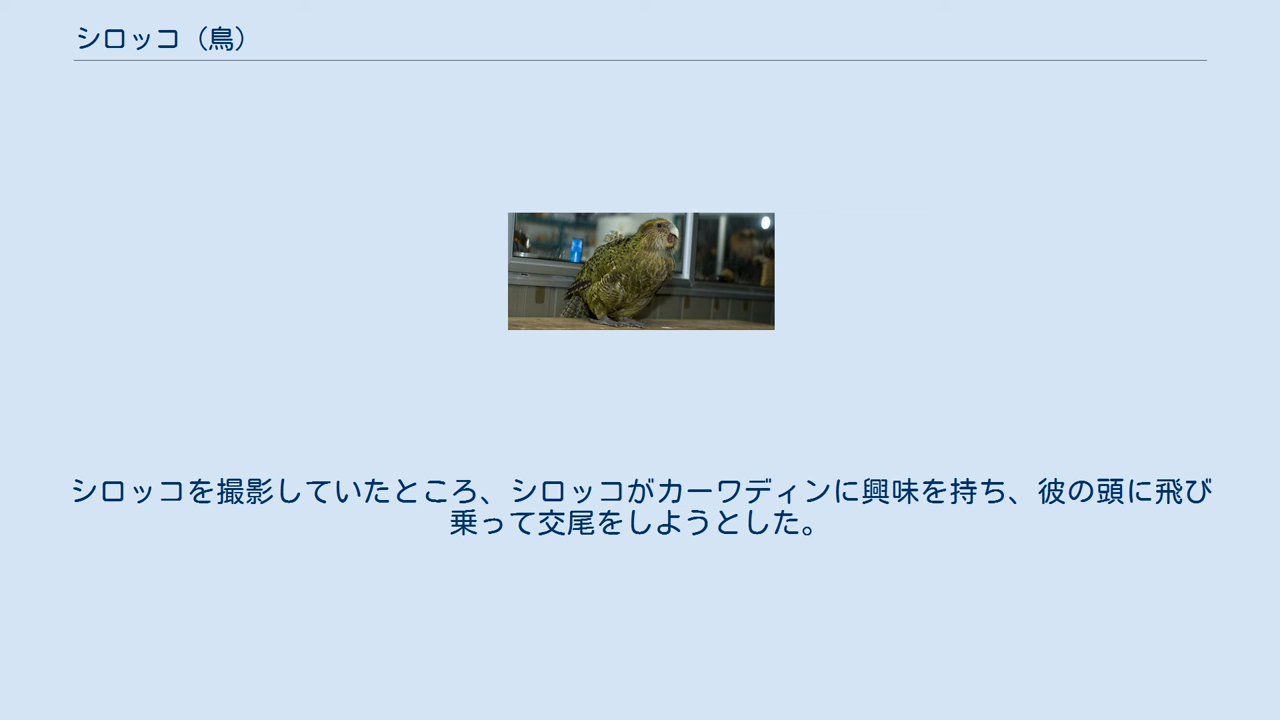 シロッコ（鳥）
シロッコを撮影していたところ、シロッコがカーワディンに興味を持ち、彼の頭に飛び
乗って交尾をしようとした。